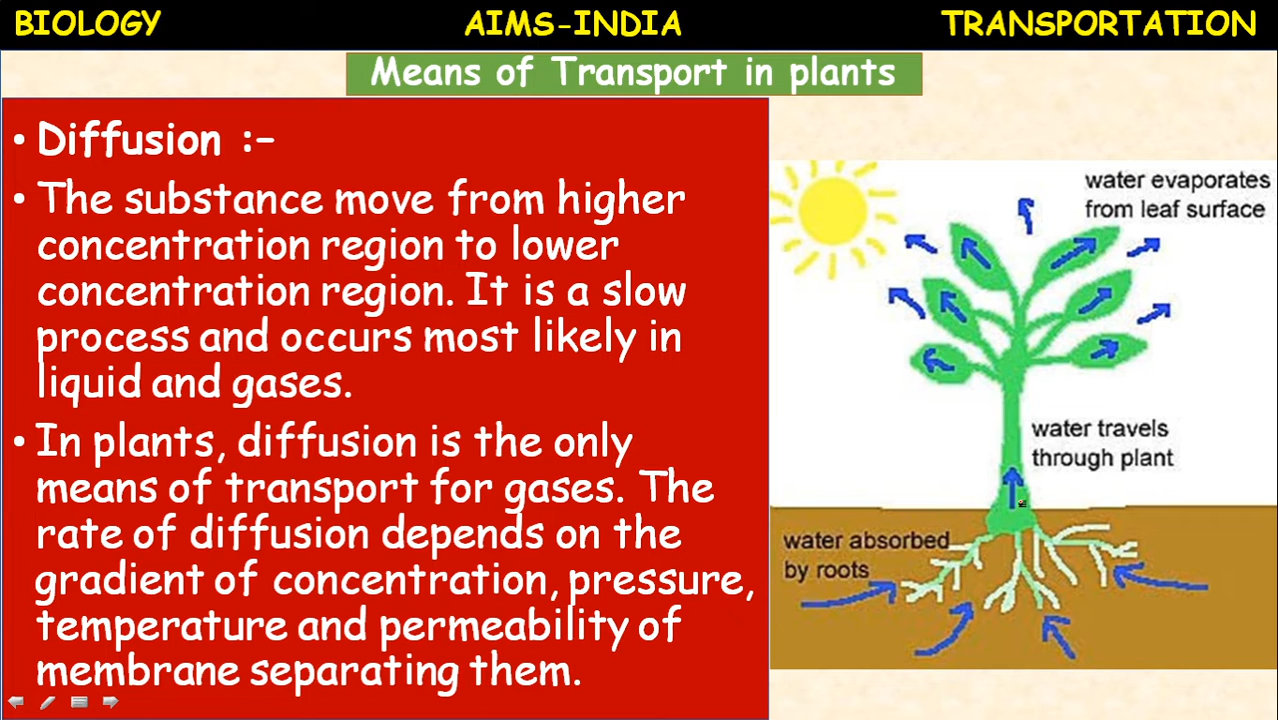 BIOLOGY AIMS-INDIA TRANSPORTATION
Means of Transport in plants
• Diffusion :-
• The substance move from higher
concentration region to lower
concentration region. It is a slow
process and occurs most likely in
liquid and gases.
• In plants, diffusion is the only
means of transport for gases. The
rate of diffusion depends on the
gradient of concentration, pressure,
temperature and permeability of
membrane separating them.
water evaporates
from leaf surface
water travels
through plant
water absorbed
by roots